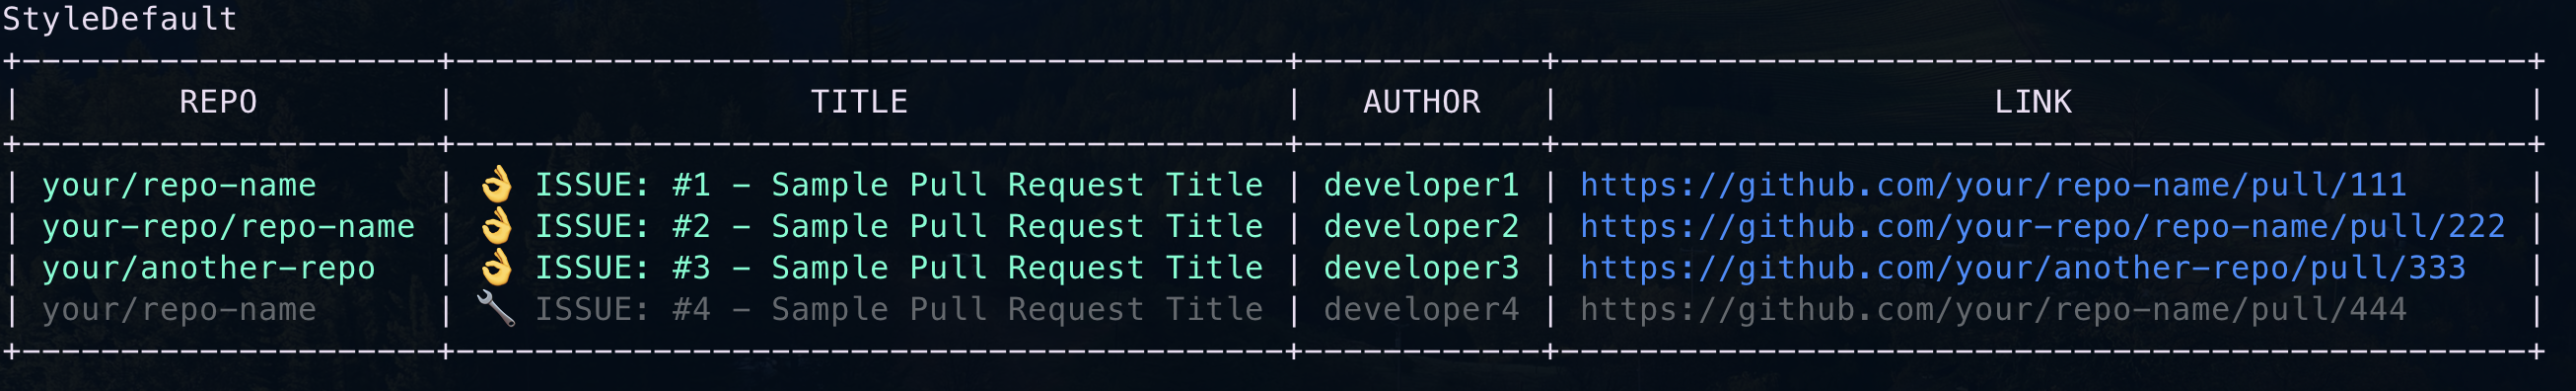 StyleDefault
+---------------------+------------------------------------------+------------+-------------------------------------------------+
|        REPO         |                  TITLE                   |   AUTHOR   |                      LINK                       |
+---------------------+------------------------------------------+------------+-------------------------------------------------+
| your/repo-name      | 👌 ISSUE: #1 - Sample Pull Request Title | developer1 | https://github.com/your/repo-name/pull/111      |
| your-repo/repo-name | 👌 ISSUE: #2 - Sample Pull Request Title | developer2 | https://github.com/your-repo/repo-name/pull/222 |
| your/another-repo   | 👌 ISSUE: #3 - Sample Pull Request Title | developer3 | https://github.com/your/another-repo/pull/333   |
| your/repo-name      | 🔧 ISSUE: #4 - Sample Pull Request Title | developer4 | https://github.com/your/repo-name/pull/444      |
+---------------------+------------------------------------------+------------+-------------------------------------------------+